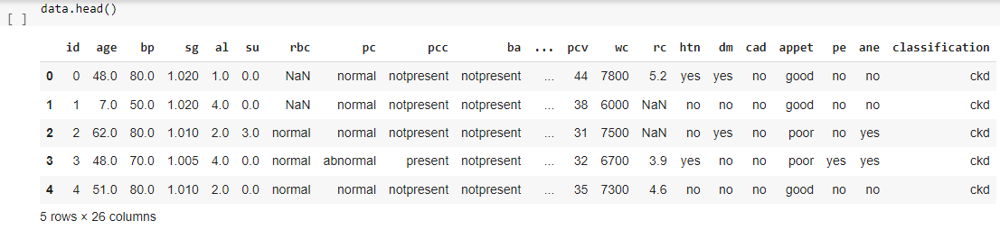 data.head()
[ ]
id age bp sg al su rbc pc pcc ba ... pcv wc rc htn dm cad appet pe ane classification
0 0 48.0 80.0 1.020 1.0 0.0 NaN normal notpresent notpresent ... 44 7800 5.2 yes yes no good no no ckd
1 1 7.0 50.0 1.020 4.0 0.0 NaN normal notpresent notpresent ... 38 6000 NaN no no no good no no ckd
2 2 62.0 80.0 1.010 2.0 3.0 normal normal notpresent notpresent ... 31 7500 NaN no yes no poor no yes ckd
3 3 48.0 70.0 1.005 4.0 0.0 normal abnormal present notpresent ... 32 6700 3.9 yes no no poor yes yes ckd
4 4 51.0 80.0 1.010 2.0 0.0 normal normal notpresent notpresent ... 35 7300 4.6 no no no good no no ckd
5 rows × 26 columns